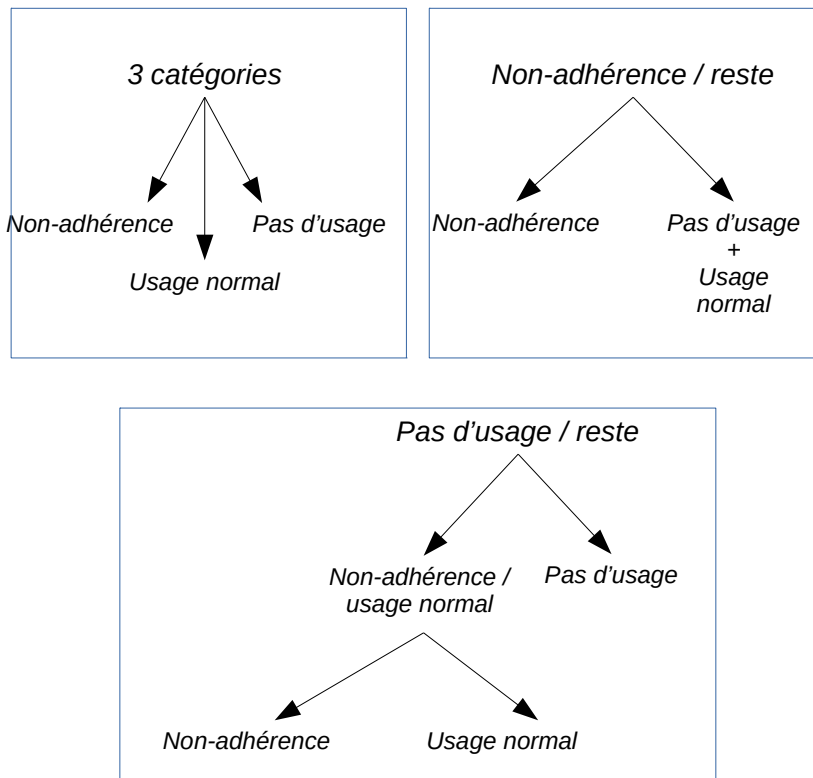 3 catégories
Non-adhérence
Pas d’usage
Usage normal
Non-adhérence / reste
Non-adhérence
Pas d’usage
+
Usage
normal
Pas d’usage / reste
Non-adhérence /
usage normal
Pas d’usage
Non-adhérence
Usage normal